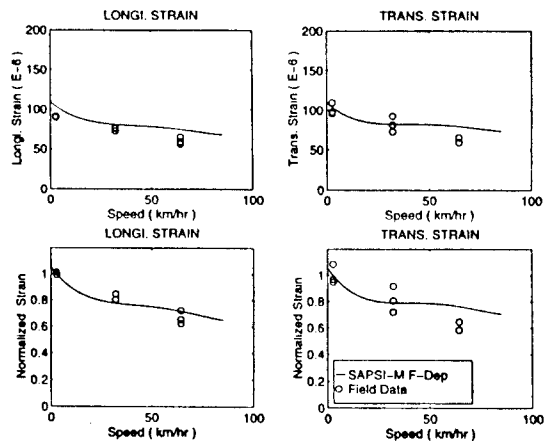 LONGI. STRAIN
TRANS. STRAIN
200
150
100
50
0
Longl. Strain ( E-6 )
0 50 100
Speed ( km/hr )
200
150
100
50
0
Trans. Strain ( E-6 )
0 50 100
Speed ( km/hr )
LONGI. STRAIN
TRANS. STRAIN
1
0.8
0.6
0.4
0.2
0
Normalized Strain
0 50 100
Speed ( km/hr )
1
0.8
0.6
0.4
0.2
0
Normalized Strain
SAPSI-M F-Dep
Field Data
0 50 100
Speed ( km/hr )